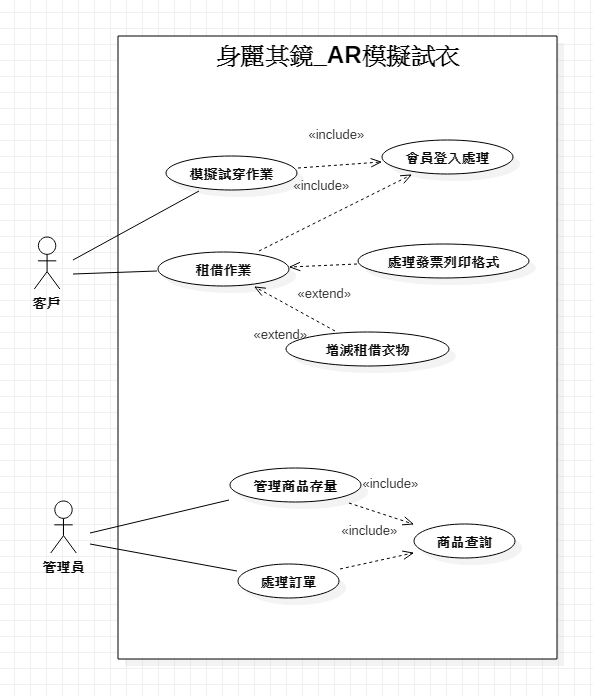 身麗其鏡_AR模擬試衣
«include»
會員登入處理
模擬試穿作業
«include»
租借作業
處理發票列印格式
客戶
«extend»
«extend»
增減租借衣物
管理商品存量
«include»
«include»
商品查詢
管理員
處理訂單